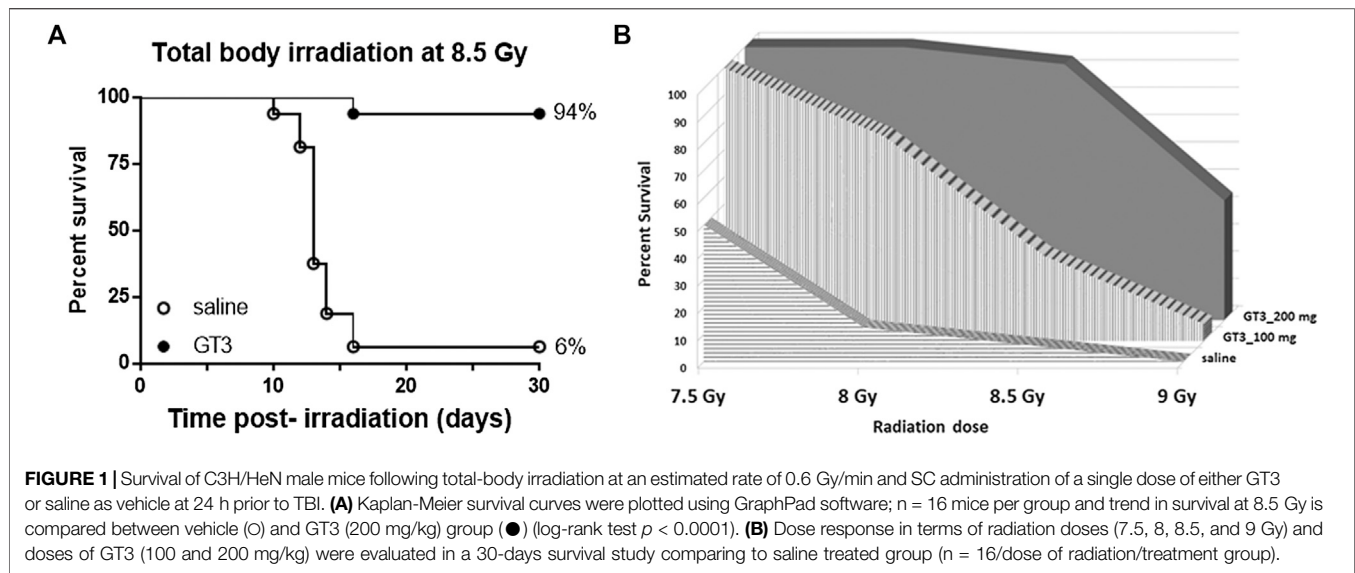 A
Total body irradiation at 8.5 Gy
Percent survival
100
75
50
25
0
94%
6%
saline
GT3
0
10
20
30
Time post- irradiation (days)
B
Percent Survival
100
90
80
70
60
50
40
30
20
10
0
GT3_200 mg
GT3_100 mg
saline
7.5 Gy
8 Gy
8.5 Gy
9 Gy
Radiation dose
FIGURE 1 | Survival of C3H/HeN male mice following total-body irradiation at an estimated rate of 0.6 Gy/min and SC administration of a single dose of either GT3
or saline as vehicle at 24 h prior to TBI. (A) Kaplan-Meier survival curves were plotted using GraphPad software; n = 16 mice per group and trend in survival at 8.5 Gy is
compared between vehicle (○) and GT3 (200 mg/kg) group (●) (log-rank test p < 0.0001). (B) Dose response in terms of radiation doses (7.5, 8, 8.5, and 9 Gy) and
doses of GT3 (100 and 200 mg/kg) were evaluated in a 30-days survival study comparing to saline treated group (n = 16/dose of radiation/treatment group).